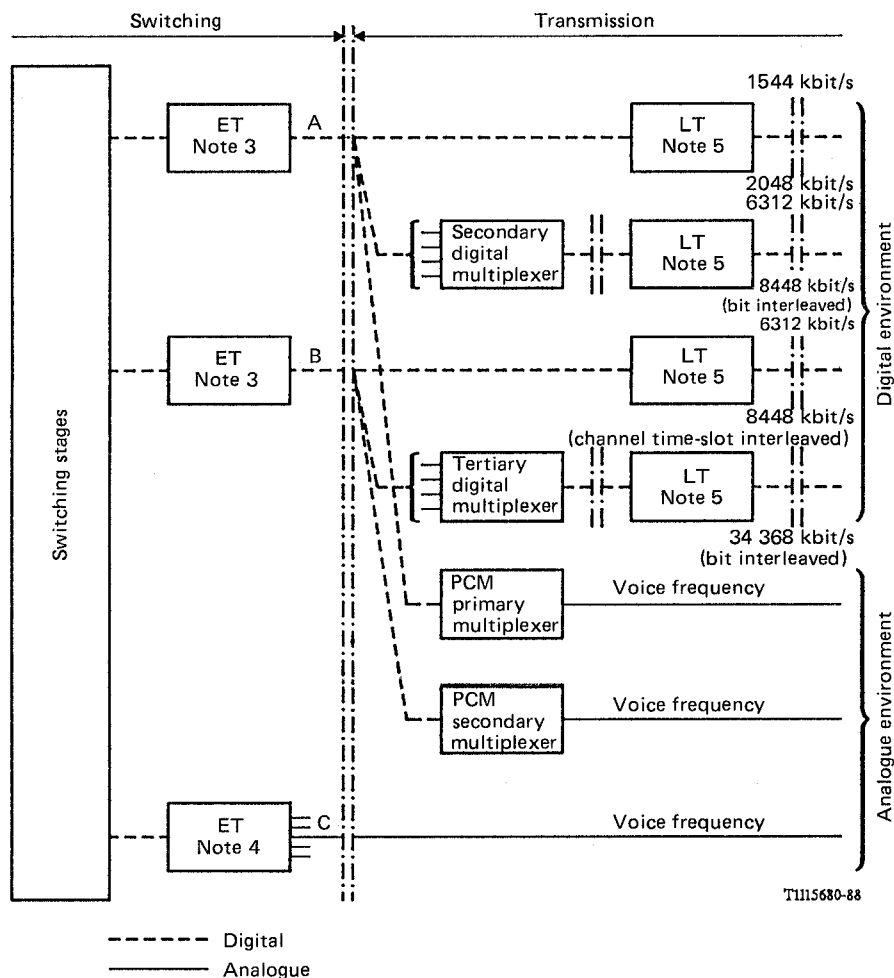 Switching
Transmission
1544 kbit/s
ET
Note 3
A
LT
Note 5
2048 kbit/s
6312 kbit/s
Secondary
digital
multiplexer
LT
Note 5
8448 kbit/s
(bit interleaved)
6312 kbit/s
ET
Note 3
B
LT
Note 5
8448 kbit/s
(channel time-slot interleaved)
Tertiary
digital
multiplexer
LT
Note 5
34 368 kbit/s
(bit interleaved)
Digital environment
Switching stages
PCM
primary
multiplexer
Voice frequency
PCM
secondary
multiplexer
Voice frequency
Analogue environment
ET
Note 4
C
Voice frequency
T1115680-88
Digital
Analogue